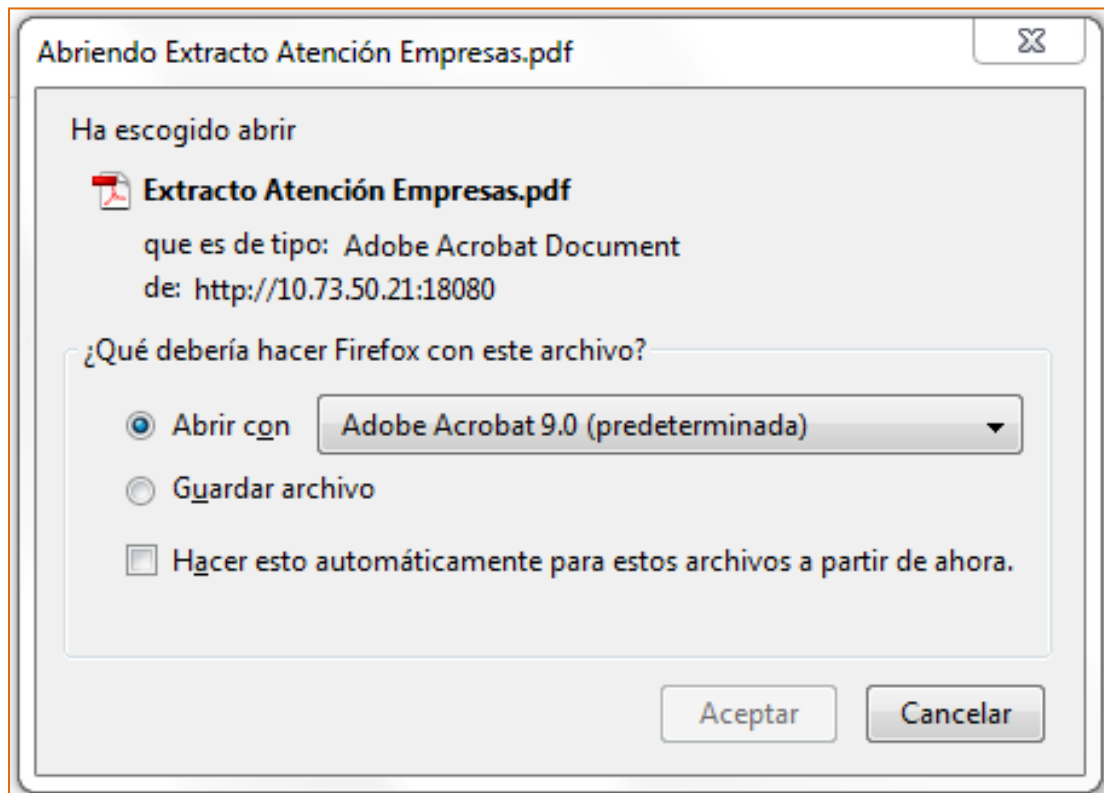 Abriendo Extracto Atención Empresas.pdf
Ha escogido abrir
Extracto Atención Empresas.pdf
que es de tipo: Adobe Acrobat Document
de: http://10.73.50.21:18080
¿Qué debería hacer Firefox con este archivo?
Abrir con Adobe Acrobat 9.0 (predeterminada)
Guardar archivo
Hacer esto automáticamente para estos archivos a partir de ahora.
Aceptar Cancelar